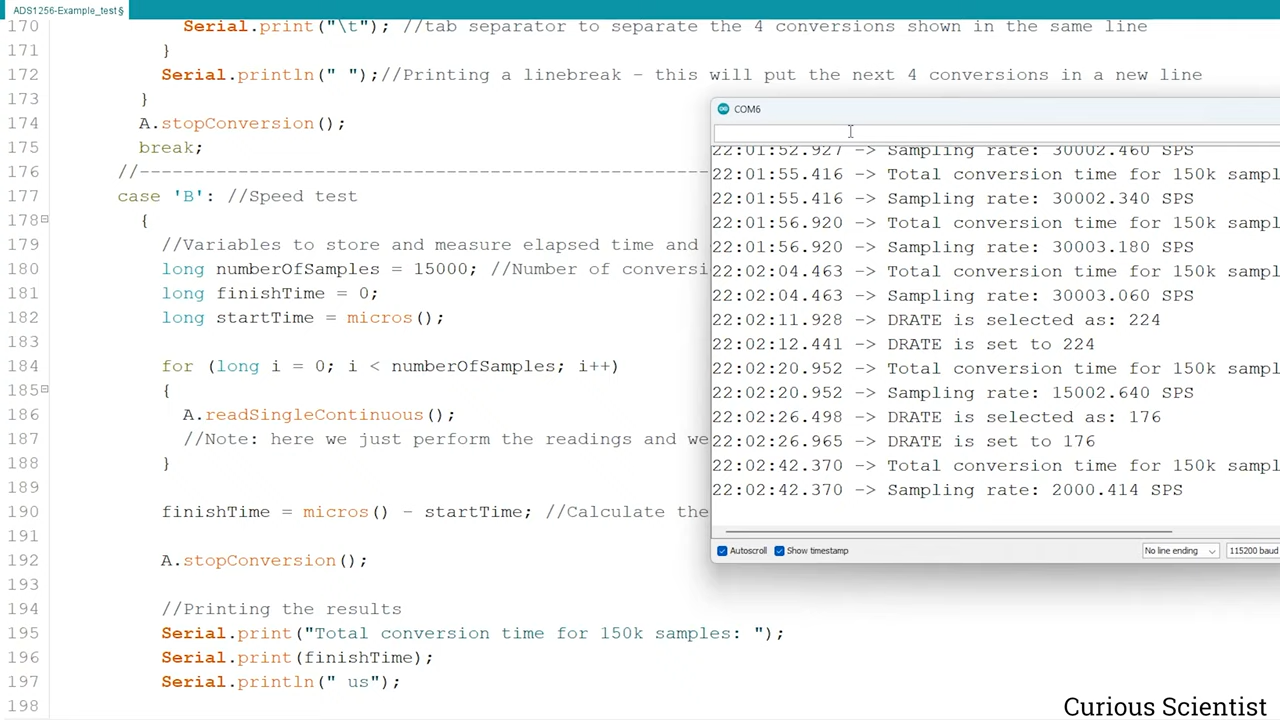 ADS1256-Example_test §
170 Serial.print("\t"); //tab separator to separate the 4 conversions shown in the same line
171 }
172 Serial.println(" ");//Printing a linebreak - this will put the next 4 conversions in a new line
173 }
174 A.stopConversion();
175 break;
176 //----------------------------------------------------
177 case 'B': //Speed test
178 {
179 //Variables to store and measure elapsed time and
180 long numberOfSamples = 15000; //Number of conversi
181 long finishTime = 0;
182 long startTime = micros();
183
184 for (long i = 0; i < numberOfSamples; i++)
185 {
186 A.readSingleContinuous();
187 //Note: here we just perform the readings and we
188 }
189
190 finishTime = micros() - startTime; //Calculate the
191
192 A.stopConversion();
193
194 //Printing the results
195 Serial.print("Total conversion time for 150k samples: ");
196 Serial.print(finishTime);
197 Serial.println(" us");
198
COM6
22:01:52.927 -> Sampling rate: 30002.460 SPS
22:01:55.416 -> Total conversion time for 150k sampl
22:01:55.416 -> Sampling rate: 30002.340 SPS
22:01:56.920 -> Total conversion time for 150k sampl
22:01:56.920 -> Sampling rate: 30003.180 SPS
22:02:04.463 -> Total conversion time for 150k sampl
22:02:04.463 -> Sampling rate: 30003.060 SPS
22:02:11.928 -> DRATE is selected as: 224
22:02:12.441 -> DRATE is set to 224
22:02:20.952 -> Total conversion time for 150k sampl
22:02:20.952 -> Sampling rate: 15002.640 SPS
22:02:26.498 -> DRATE is selected as: 176
22:02:26.965 -> DRATE is set to 176
22:02:42.370 -> Total conversion time for 150k sampl
22:02:42.370 -> Sampling rate: 2000.414 SPS
Autoscroll Show timestamp No line ending 115200 baud
Curious Scientist